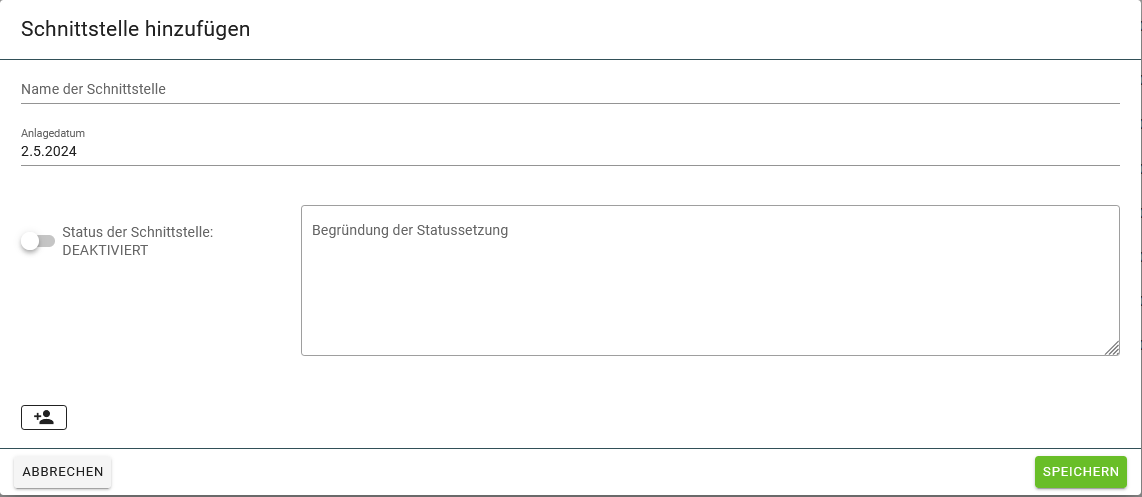 Schnittstelle hinzufügen
Name der Schnittstelle
Anlagedatum
2.5.2024
Status der Schnittstelle:
DEAKTIVIERT
Begründung der Statussetzung
ABBRECHEN
SPEICHERN